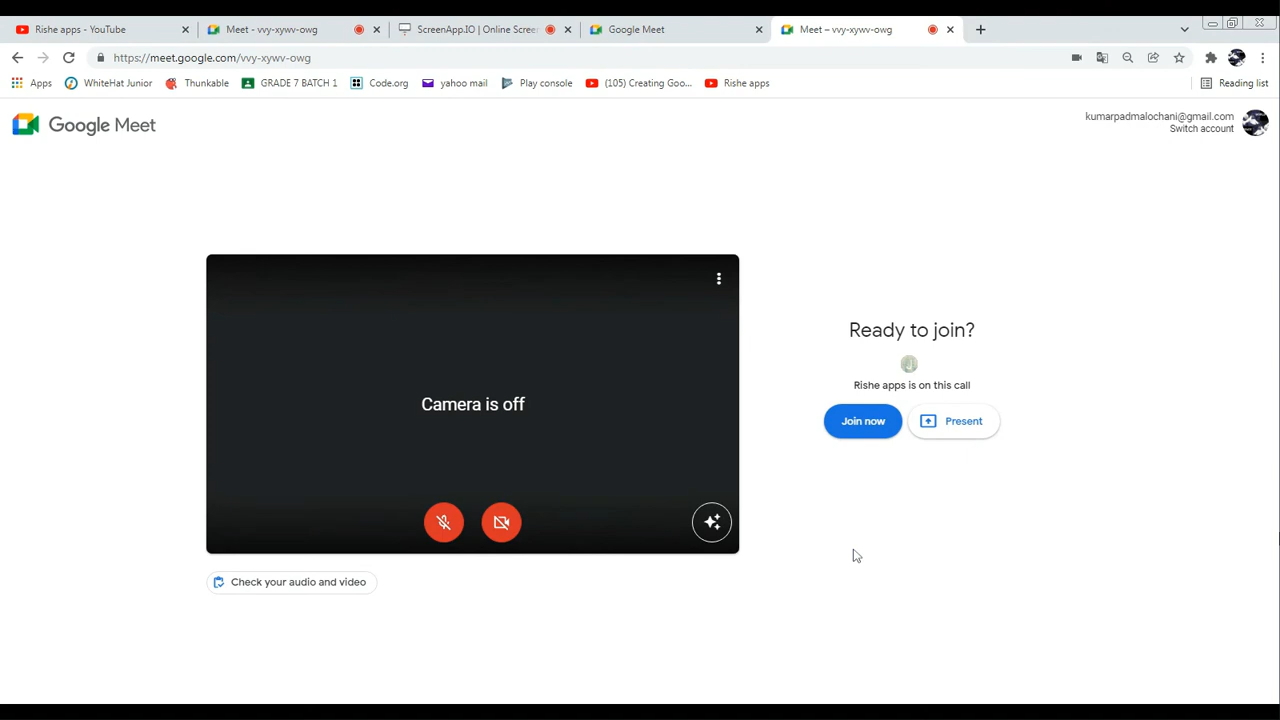 Rishe apps - YouTube
Meet - vvy-xywv-owg
ScreenApp.IO | Online Screen
Google Meet
Meet – vvy-xywv-owg
https://meet.google.com/vvy-xywv-owg
Apps
WhiteHat Junior
Thunkable
GRADE 7 BATCH 1
Code.org
yahoo mail
Play console
(105) Creating Goo...
Rishe apps
Reading list
Google Meet
kumarpadmalochani@gmail.com
Switch account
Camera is off
Ready to join?
Rishe apps is on this call
Join now
Present
Check your audio and video